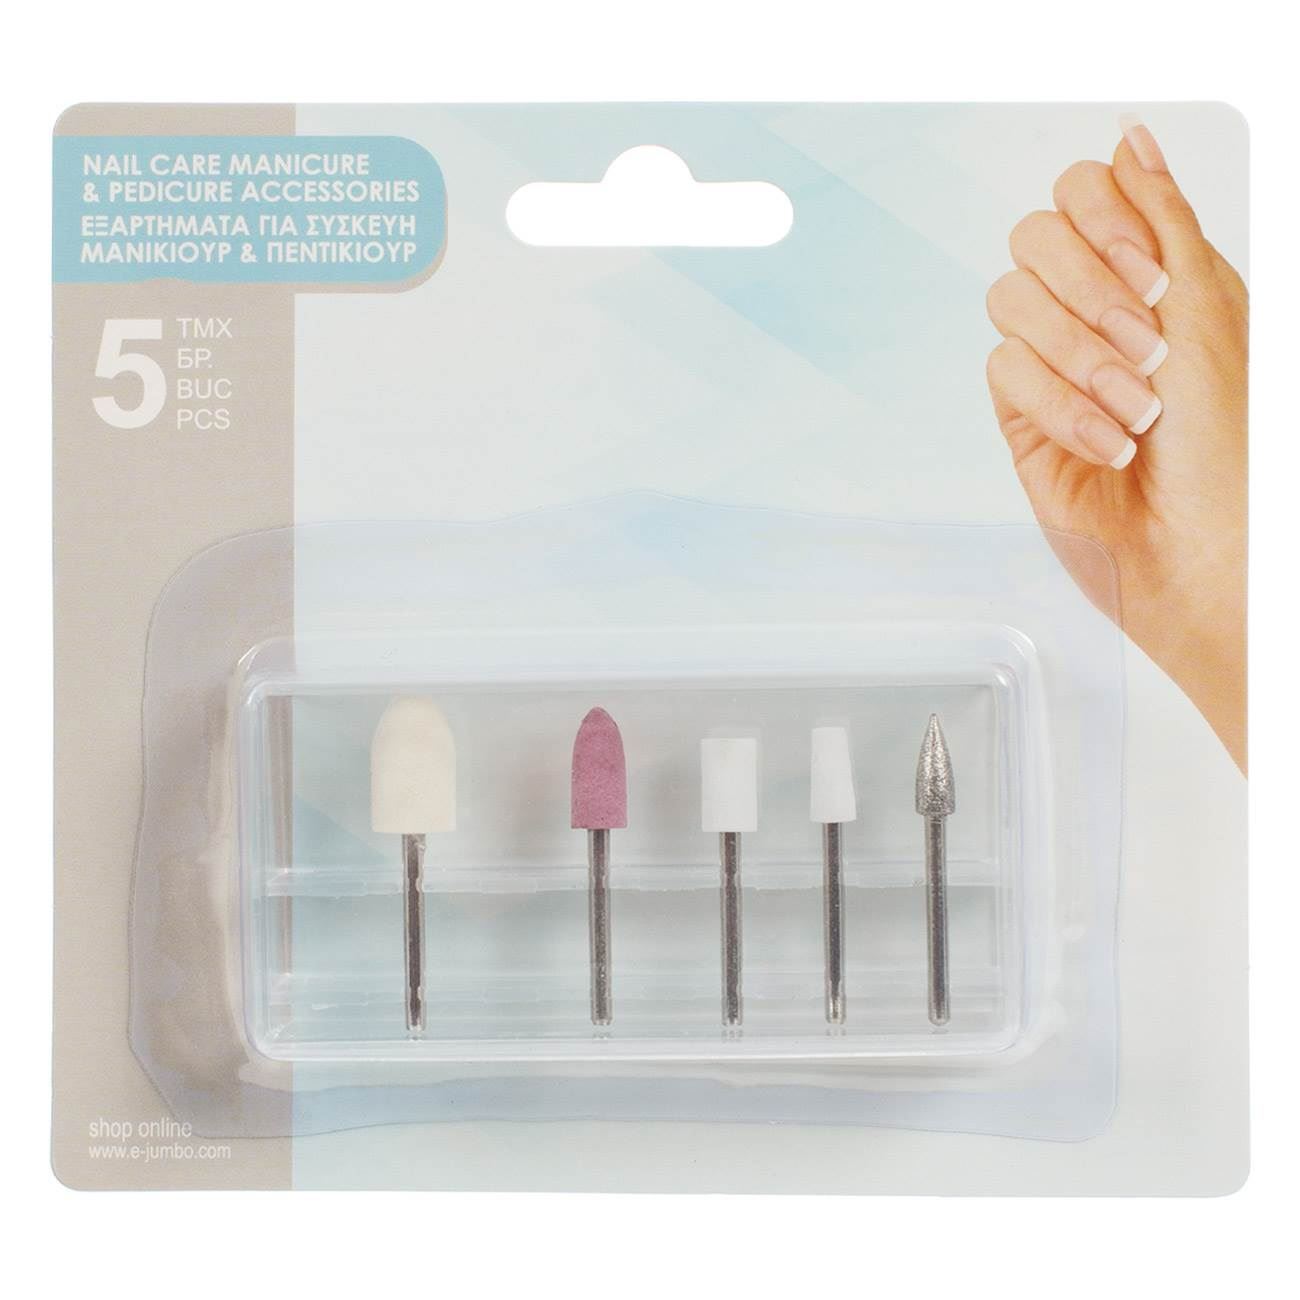 NAIL CARE MANICURE
& PEDICURE ACCESSORIES
ΕΞΑΡΤΗΜΑΤΑ ΓΙΑ ΣΥΣΚΕΥΗ
ΜΑΝΙΚΙΟΥΡ & ΠΕΝΤΙΚΙΟΥΡ
5
ΤΜΧ
БР.
BUC
PCS
shop online
www.e-jumbo.com